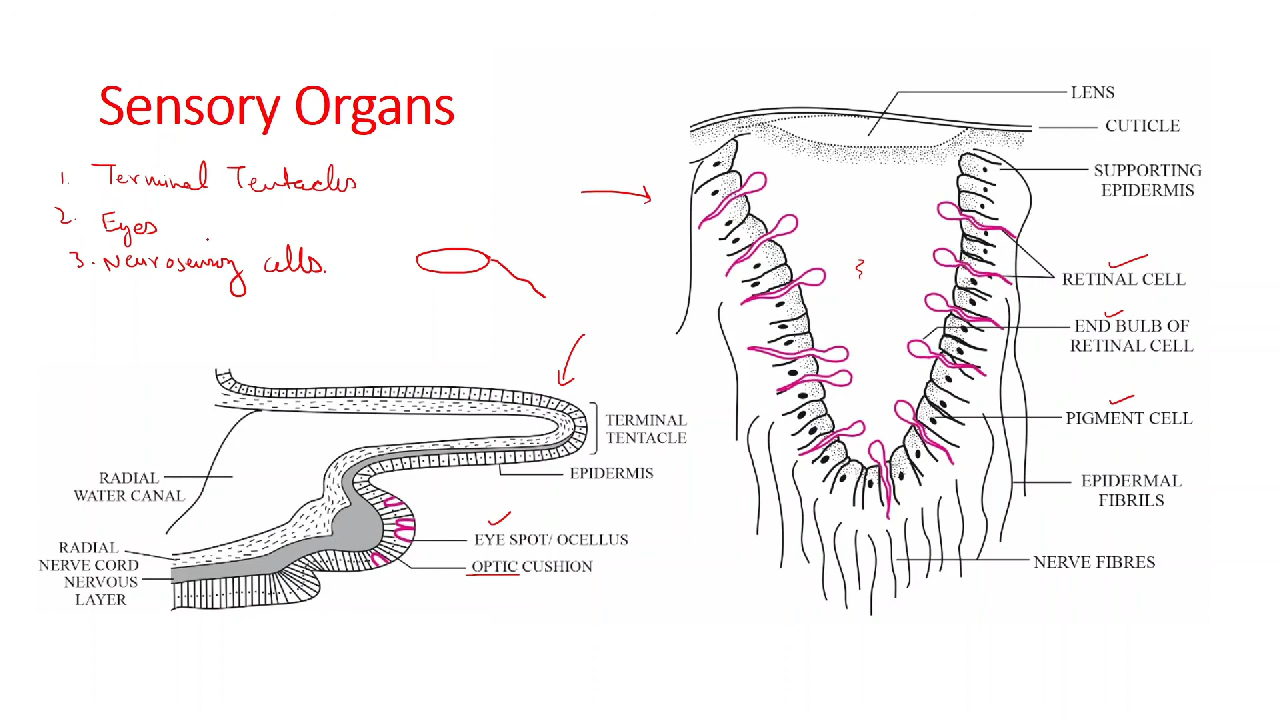 Sensory Organs
1. Terminal Tentacles
2. Eyes
3. Neurosensory cells.
LENS
CUTICLE
SUPPORTING
EPIDERMIS
RETINAL CELL
END BULB OF
RETINAL CELL
PIGMENT CELL
EPIDERMAL
FIBRILS
NERVE FIBRES
TERMINAL
TENTACLE
EPIDERMIS
RADIAL
WATER CANAL
EYE SPOT/ OCELLUS
OPTIC CUSHION
RADIAL
NERVE CORD
NERVOUS
LAYER